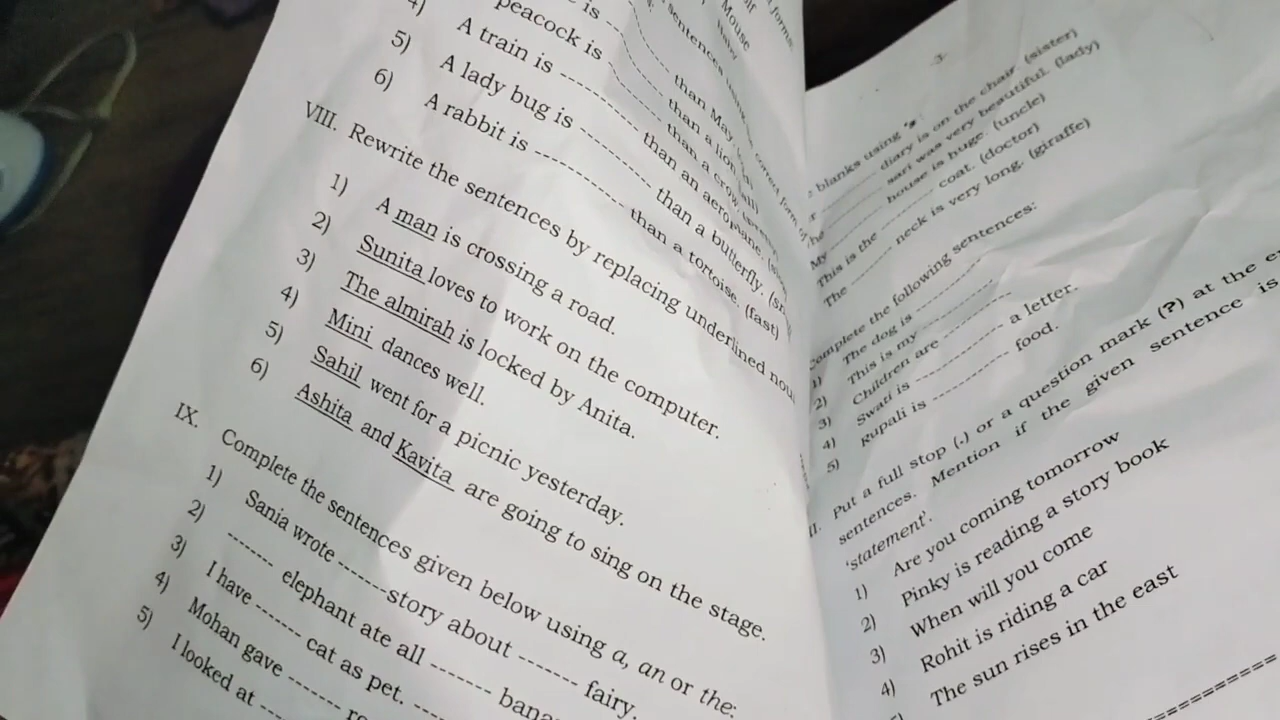 4)
is
peacock is
than May.
than a lion.
5) A train is
than a crow.
6) A lady bug is
than an aeroplane.
A rabbit is
than a butterfly.
than a tortoise. (fast)
VIII. Rewrite the sentences by replacing underlined
1) A man is crossing a road.
2) Sunita loves to work on the computer.
3) The almirah is locked by Anita.
4) Mini dances well.
5) Sahil went for a picnic yesterday.
6) Ashita and Kavita are going to sing on the stage.
IX. Complete the sentences given below using a, an or the:
1) Sania wrote ------story about ------ fairy.
2) ------ elephant ate all ------
3) I have ------ cat as pet.
4) Mohan gave ------
5) I looked at
Mouse
-3-
blanks using
diary is on the chair. (sister)
sari was very beautiful. (lady)
My house is huge. (uncle)
This is the coat. (doctor)
The neck is very long. (giraffe)
the following sentences:
1) The dog is
2) This is my
3) Children are
4) Swati is a letter.
5) Rupali is food.
Put a full stop (.) or a question mark (?) at the
sentences. Mention if the given sentence is
'statement'.
1) Are you coming tomorrow
2) Pinky is reading a story book
3) When will you come
4) Rohit is riding a car
The sun rises in the east